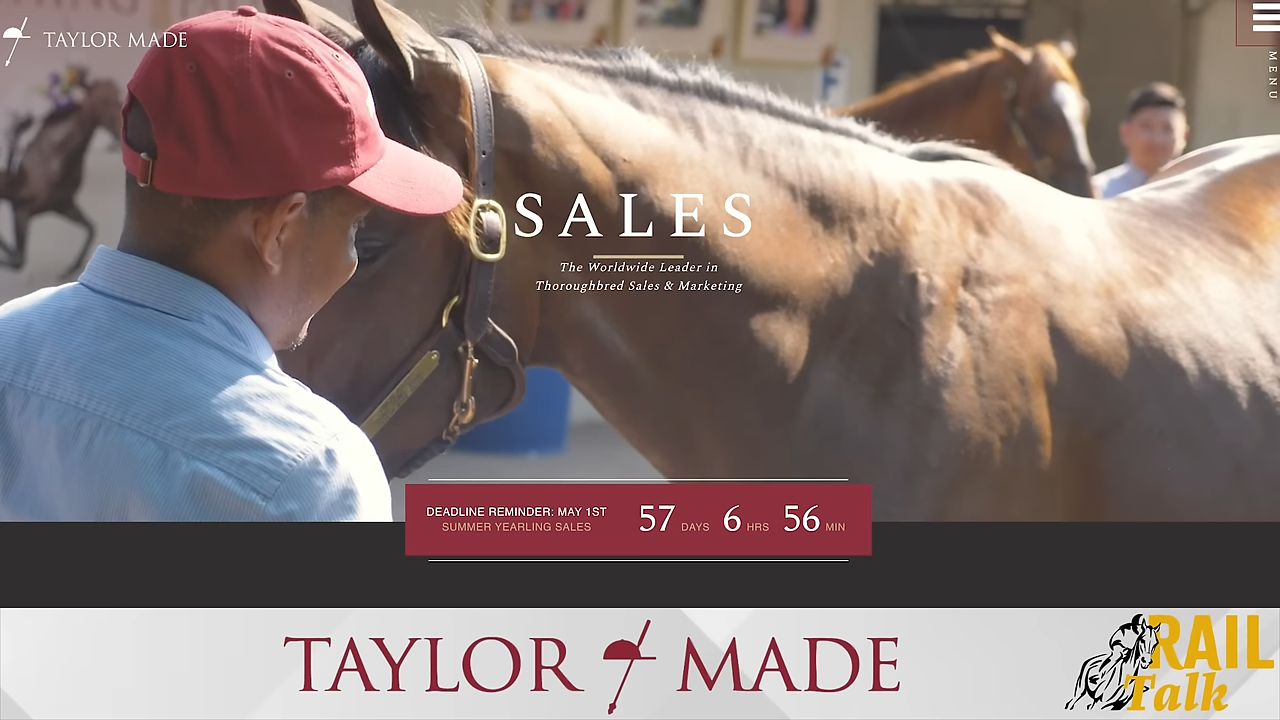 TAYLOR MADE
MENU
SALES
The Worldwide Leader in
Thoroughbred Sales & Marketing
DEADLINE REMINDER: MAY 1ST
SUMMER YEARLING SALES
57 DAYS 6 HRS 56 MIN
TAYLOR MADE
RAIL
Talk